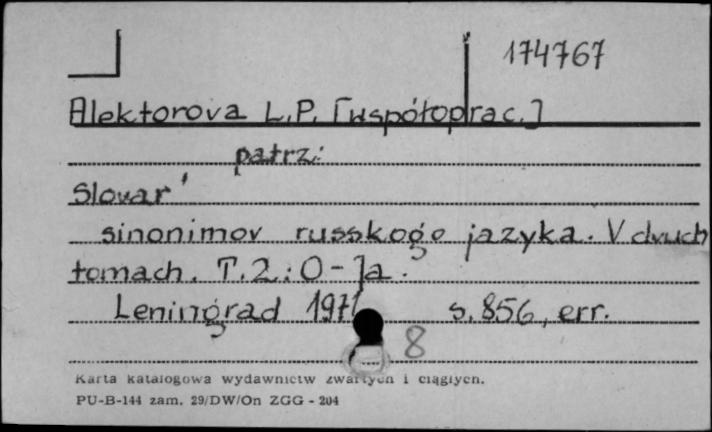 174767
Alektorova L.P. [współoprac.]
patrz:
Slovar'
sinonimov russkogo jazyka. V dvuch
tomach. T.2: O-Ja.
Leningrad 1971 s. 856, err.
8
Karta katalogowa wydawnictw zwartych i ciągłych.
PU-B-144 zam. 29/DW/On ZGG - 204